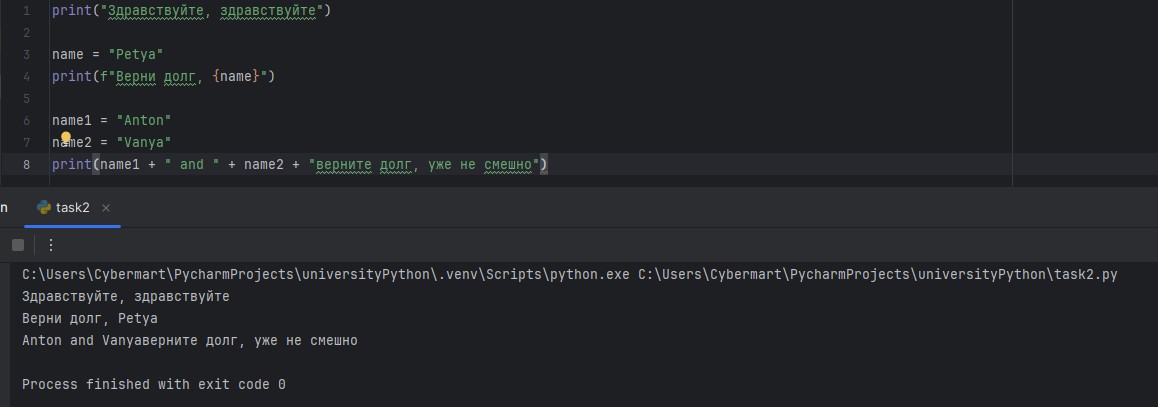 1 print("Здравствуйте, здравствуйте")
2
3 name = "Petya"
4 print(f"Верни долг, {name}")
5
6 name1 = "Anton"
7 name2 = "Vanya"
8 print(name1 + " and " + name2 + "верните долг, уже не смешно")
n task2
C:\Users\Cybermart\PycharmProjects\universityPython\.venv\Scripts\python.exe C:\Users\Cybermart\PycharmProjects\universityPython\task2.py
Здравствуйте, здравствуйте
Верни долг, Petya
Anton and Vanyaверните долг, уже не смешно
Process finished with exit code 0